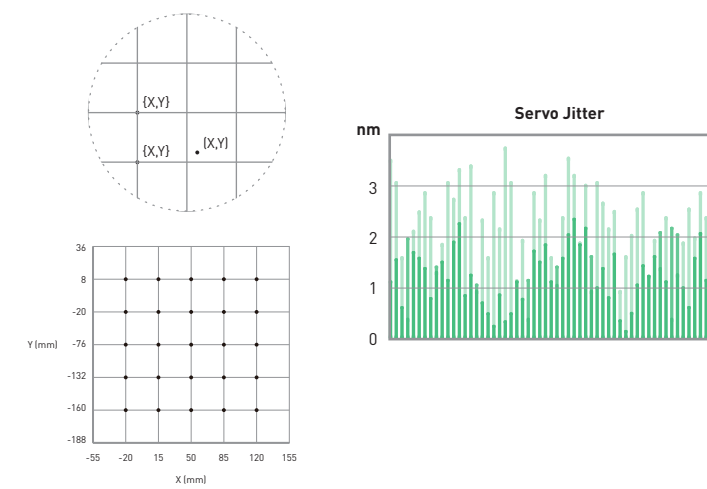 {X,Y}
{X,Y}
(X,Y)
Servo Jitter
nm
3
2
1
0
36
8
-20
Y (mm)
-76
-132
-160
-188
-55 -20 15 50 85 120 155
X (mm)